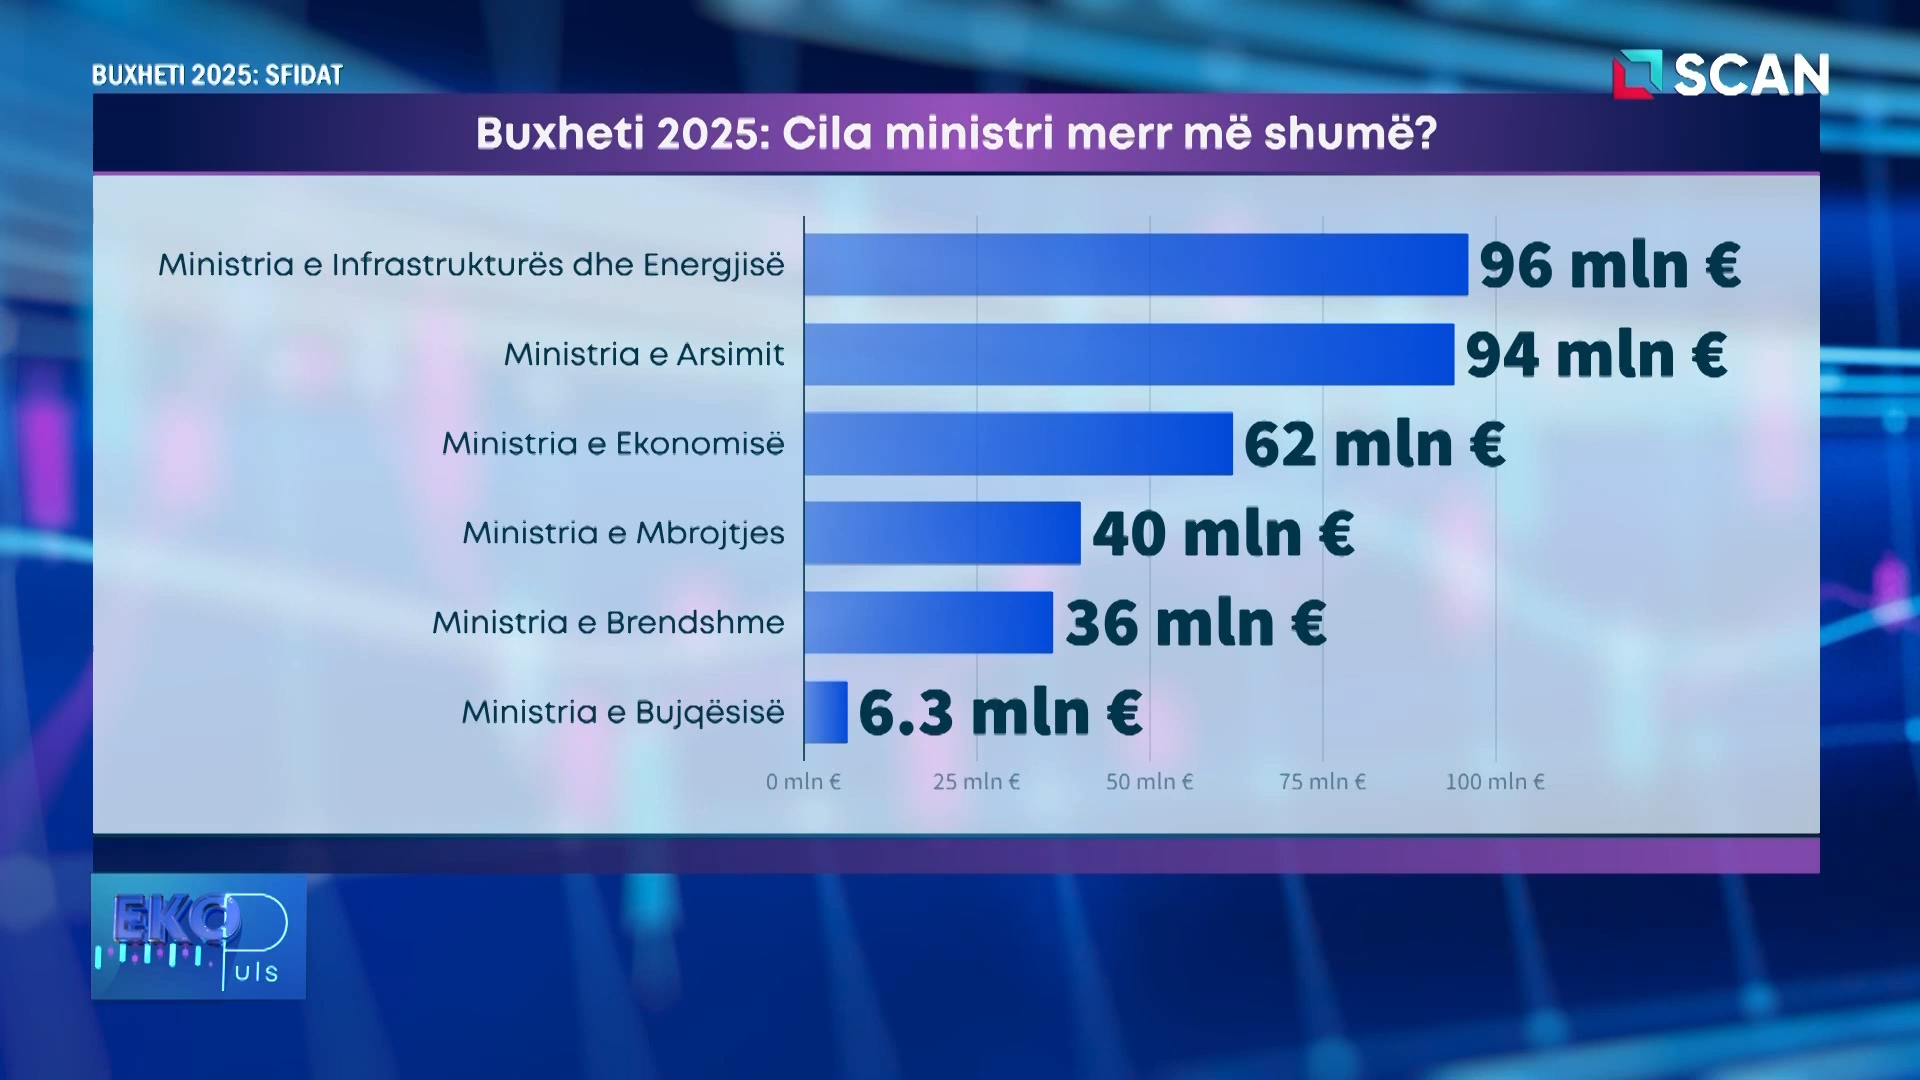 BUXHETI 2025: SFIDAT
SCAN
Buxheti 2025: Cila ministri merr më shumë?
Ministria e Infrastrukturës dhe Energjisë 96 mln €
Ministria e Arsimit 94 mln €
Ministria e Ekonomisë 62 mln €
Ministria e Mbrojtjes 40 mln €
Ministria e Brendshme 36 mln €
Ministria e Bujqësisë 6.3 mln €
0 mln € 25 mln € 50 mln € 75 mln € 100 mln €
EKO
Puls